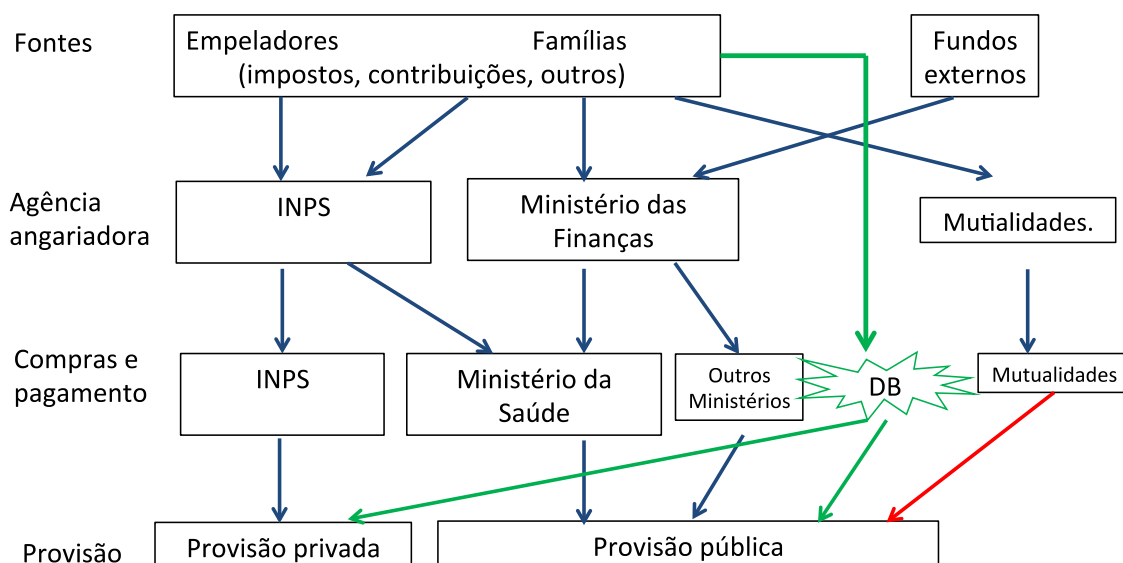 Fontes
Empeladores Famílias
(impostos, contribuições, outros)
Fundos
externos
Agência
angariadora
INPS
Ministério das
Finanças
Mutialidades.
Compras e
pagamento
INPS
Ministério da
Saúde
Outros
Ministérios
DB
Mutualidades
Provisão
Provisão privada
Provisão pública